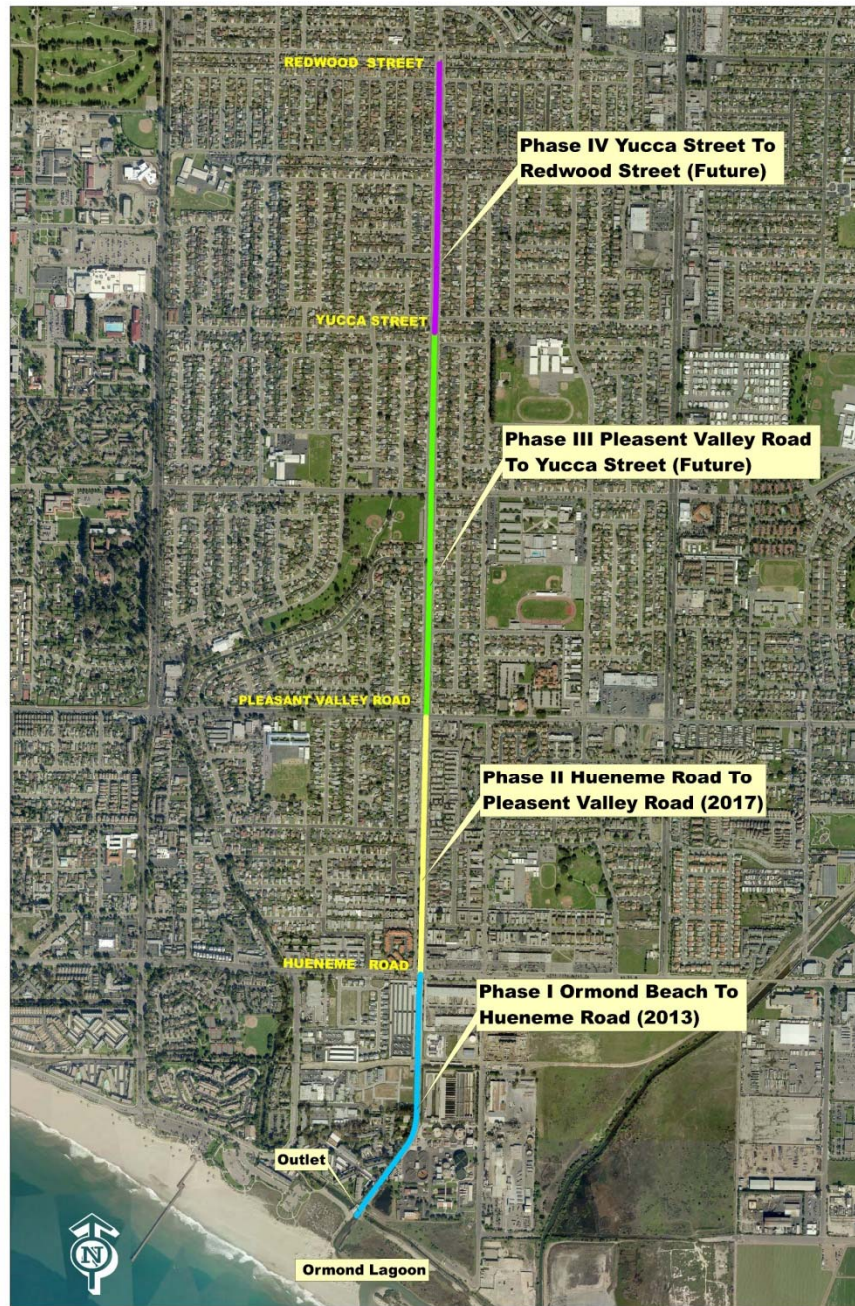 REDWOOD STREET
Phase IV Yucca Street To
Redwood Street (Future)
YUCCA STREET
Phase III Pleasent Valley Road
To Yucca Street (Future)
PLEASANT VALLEY ROAD
Phase II Hueneme Road To
Pleasent Valley Road (2017)
HUENEME ROAD
Phase I Ormond Beach To
Hueneme Road (2013)
Outlet
Ormond Lagoon
N